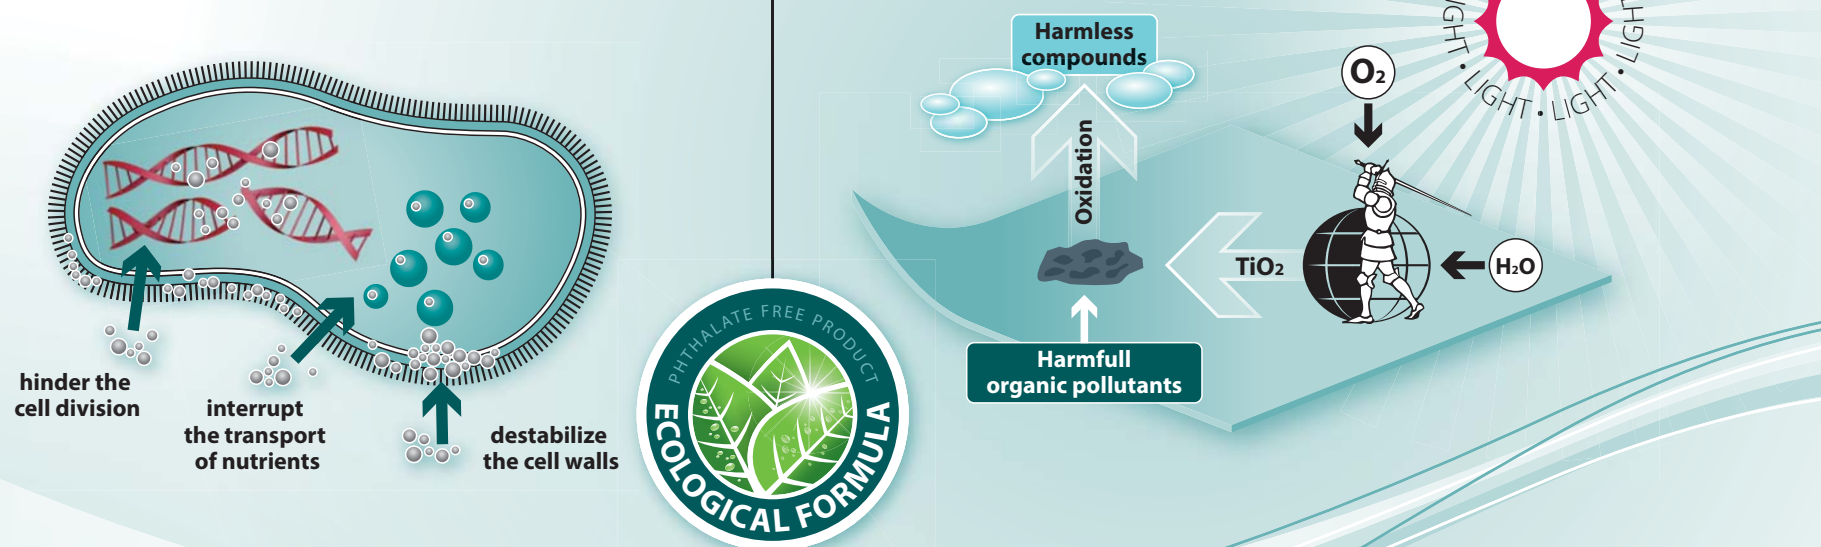 hinder the
cell division
interrupt
the transport
of nutrients
destabilize
the cell walls
PHTHALATE FREE PRODUCT
ECOLOGICAL FORMULA
Harmless
compounds
Oxidation
Harmfull
organic pollutants
TiO₂
O₂
H₂O
LIGHT • LIGHT • LIGHT • LIGHT